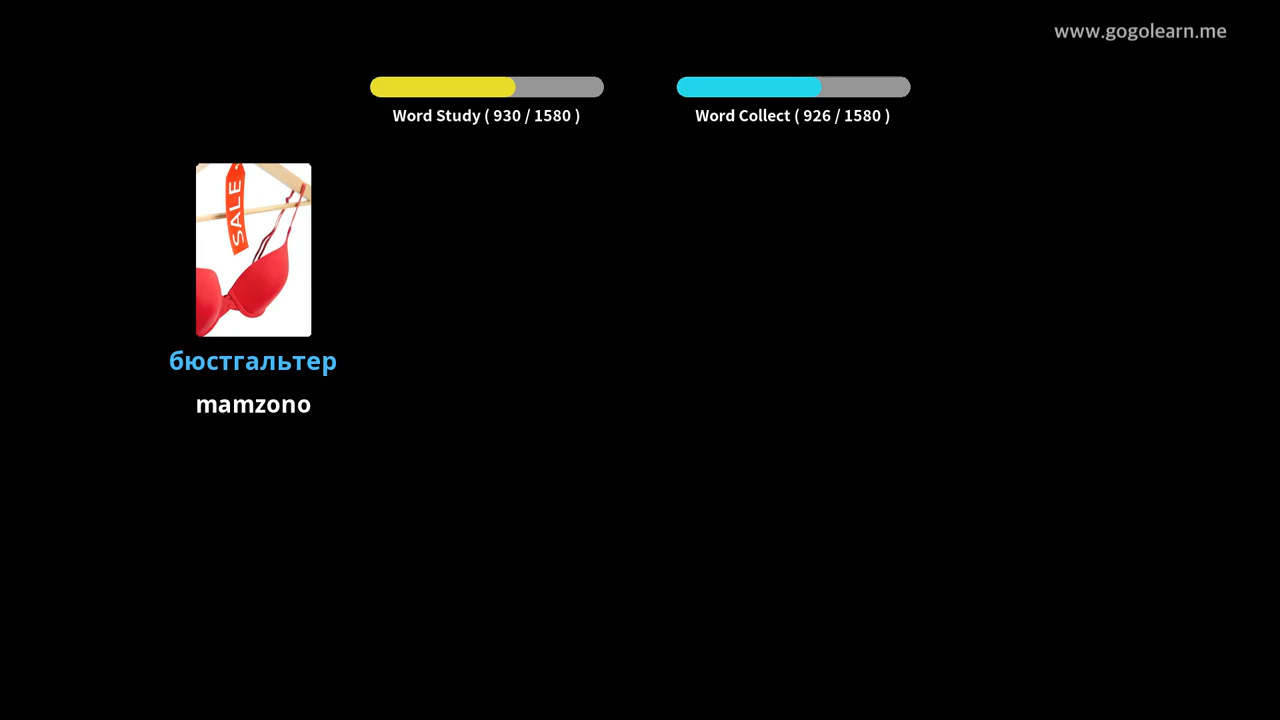 www.gogolearn.me
Word Study ( 930 / 1580 )
Word Collect ( 926 / 1580 )
SALE
бюстгальтер
mamzono